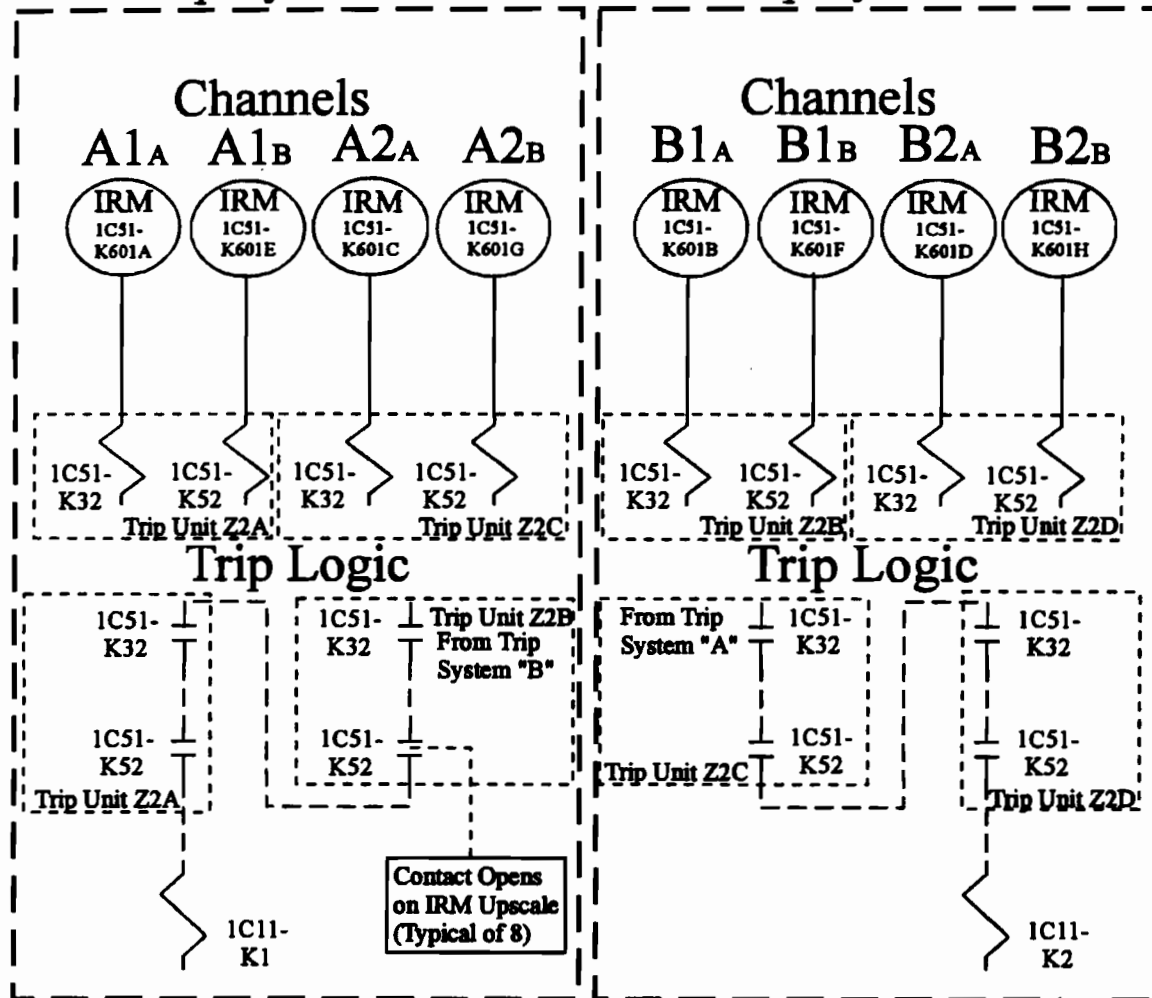 Channels
A1A A1B A2A A2B
IRM 1C51-K601A
IRM 1C51-K601E
IRM 1C51-K601C
IRM 1C51-K601G
1C51-K32
1C51-K52
Trip Unit Z2A
1C51-K32
1C51-K52
Trip Unit Z2C
Trip Logic
1C51-K32
1C51-K52
Trip Unit Z2A
1C51-K32
Trip Unit Z2B
From Trip
System "B"
1C51-K52
Contact Opens
on IRM Upscale
(Typical of 8)
1C11-K1
Channels
B1A B1B B2A B2B
IRM 1C51-K601B
IRM 1C51-K601F
IRM 1C51-K601D
IRM 1C51-K601H
1C51-K32
1C51-K52
Trip Unit Z2B
1C51-K32
1C51-K52
Trip Unit Z2D
Trip Logic
From Trip
System "A"
1C51-K32
1C51-K52
Trip Unit Z2C
1C51-K32
1C51-K52
Trip Unit Z2D
1C11-K2